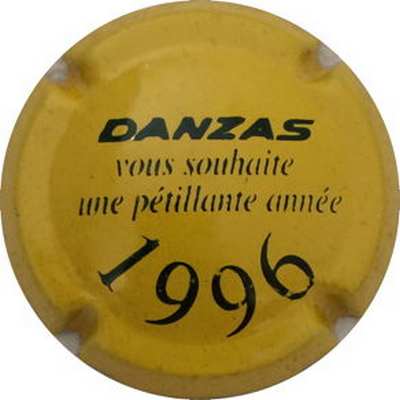 DANZAS
vous souhaite
une pétillante année
1996